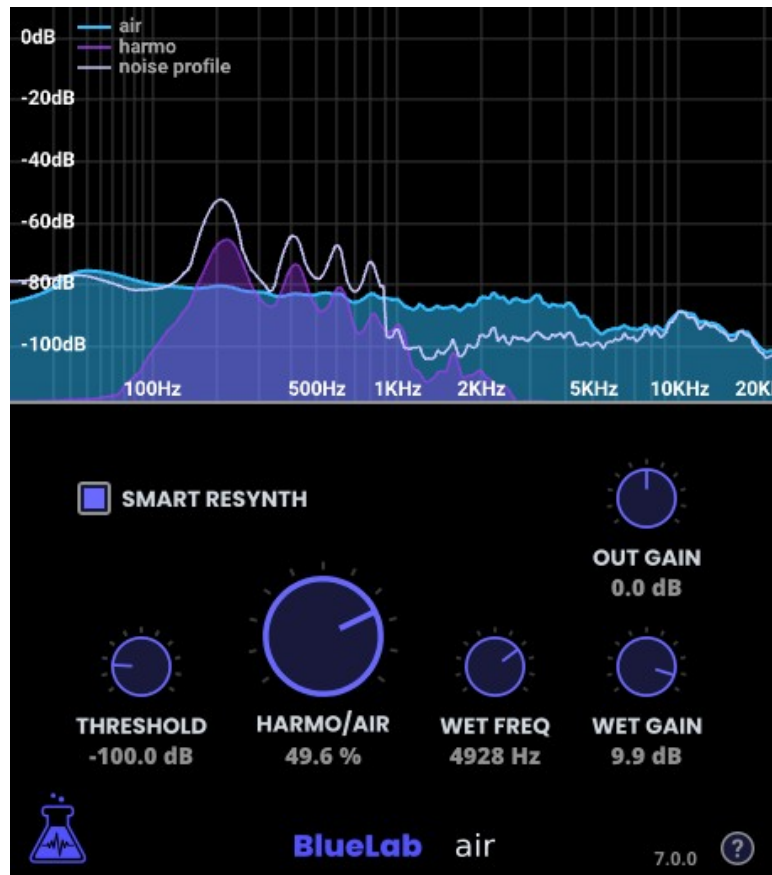 air
harmo
noise profile
0dB
-20dB
-40dB
-60dB
-80dB
-100dB
100Hz 500Hz 1KHz 2KHz 5KHz 10KHz 20K
SMART RESYNTH
OUT GAIN
0.0 dB
THRESHOLD
-100.0 dB
HARMO/AIR
49.6 %
WET FREQ
4928 Hz
WET GAIN
9.9 dB
BlueLab air
7.0.0
?